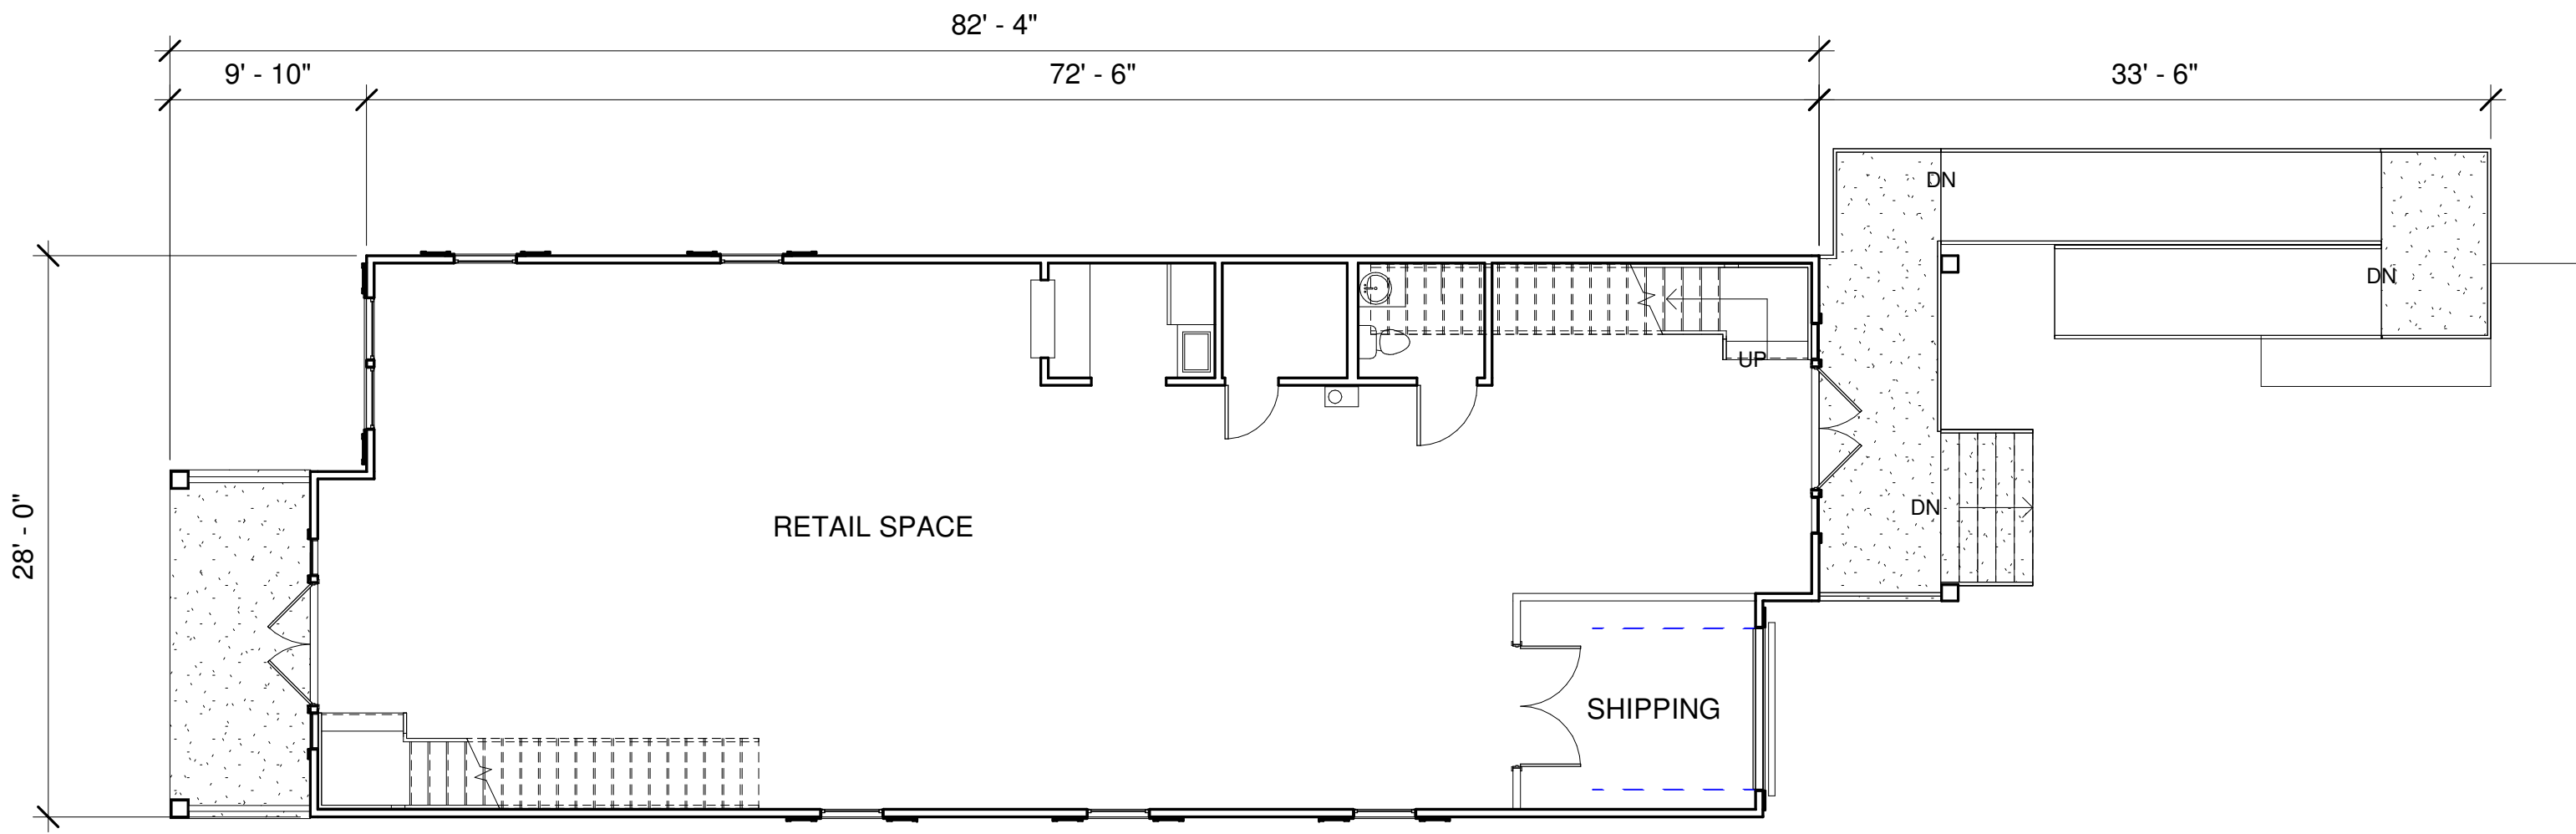 82' - 4"
9' - 10"
72' - 6"
33' - 6"
DN
DN
UP
28' - 0"
RETAIL SPACE
DN
SHIPPING